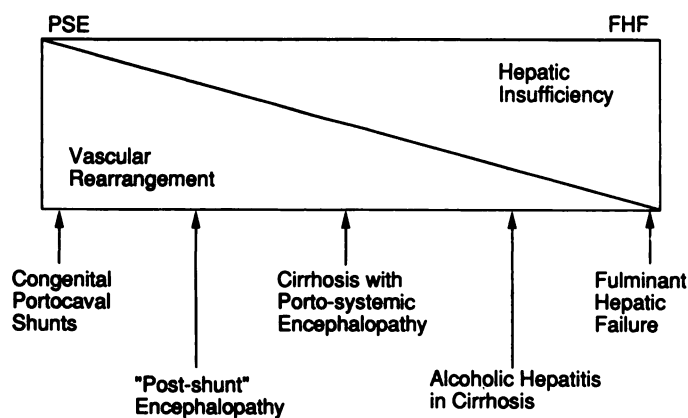 PSE
FHF
Hepatic
Insufficiency
Vascular
Rearrangement
Congenital
Portocaval
Shunts
"Post-shunt"
Encephalopathy
Cirrhosis with
Porto-systemic
Encephalopathy
Alcoholic Hepatitis
in Cirrhosis
Fulminant
Hepatic
Failure